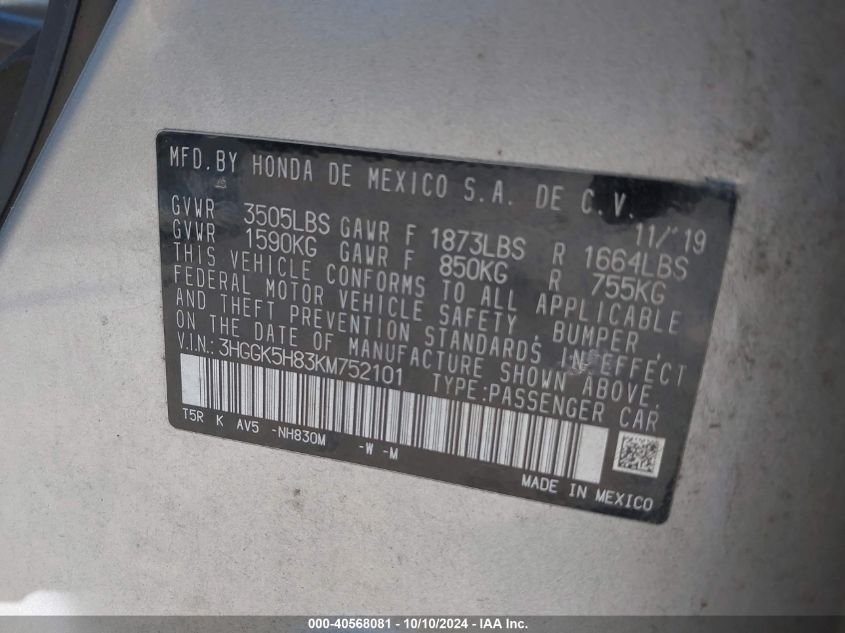 MFD.BY HONDA DE MEXICO S.A. DE C.V.
11/'19
GVWR 3505LBS GAWR F 1873LBS R 1664LBS
GVWR 1590KG GAWR F 850KG R 755KG
THIS VEHICLE CONFORMS TO ALL APPLICABLE
FEDERAL MOTOR VEHICLE SAFETY, BUMPER,
AND THEFT PREVENTION STANDARDS IN EFFECT
ON THE DATE OF MANUFACTURE SHOWN ABOVE.
V.I.N.: 3HGGK5H83KM752101 TYPE:PASSENGER CAR
T5R K AV5 -NH830M -W -M
MADE IN MEXICO
000-40568081 - 10/10/2024 - IAA Inc.